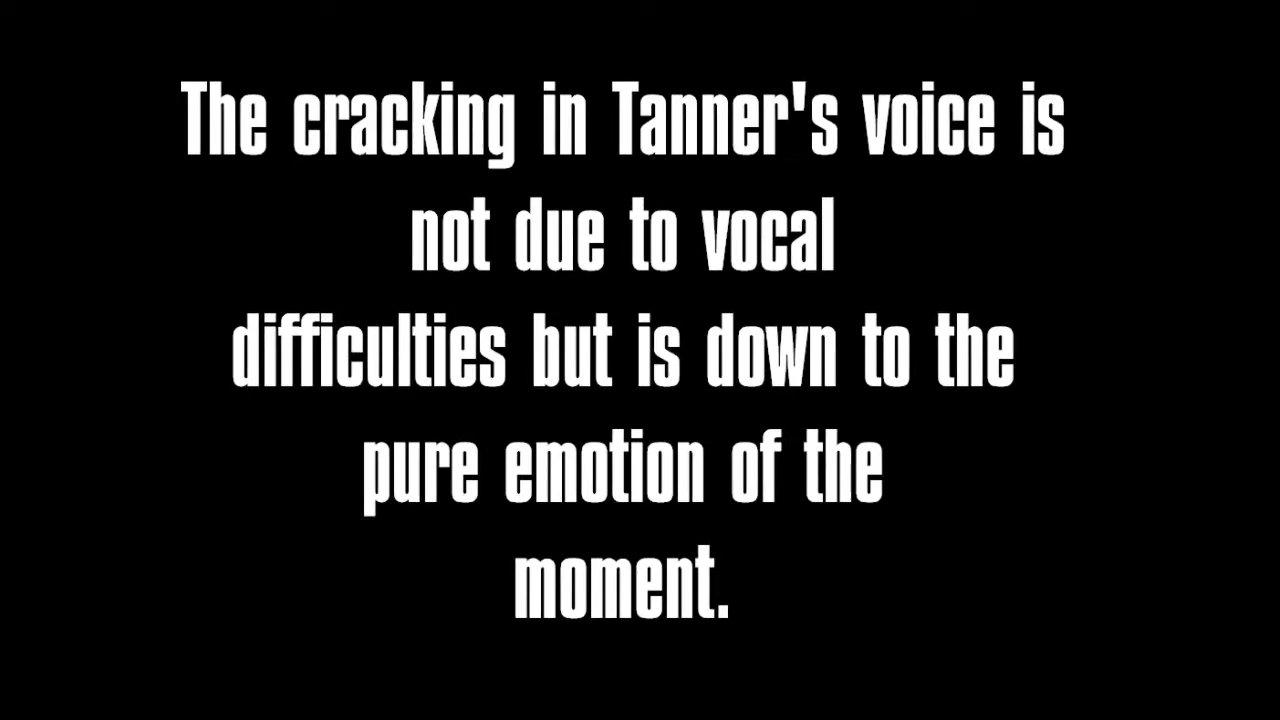 The cracking in Tanner's voice is
not due to vocal
difficulties but is down to the
pure emotion of the
moment.